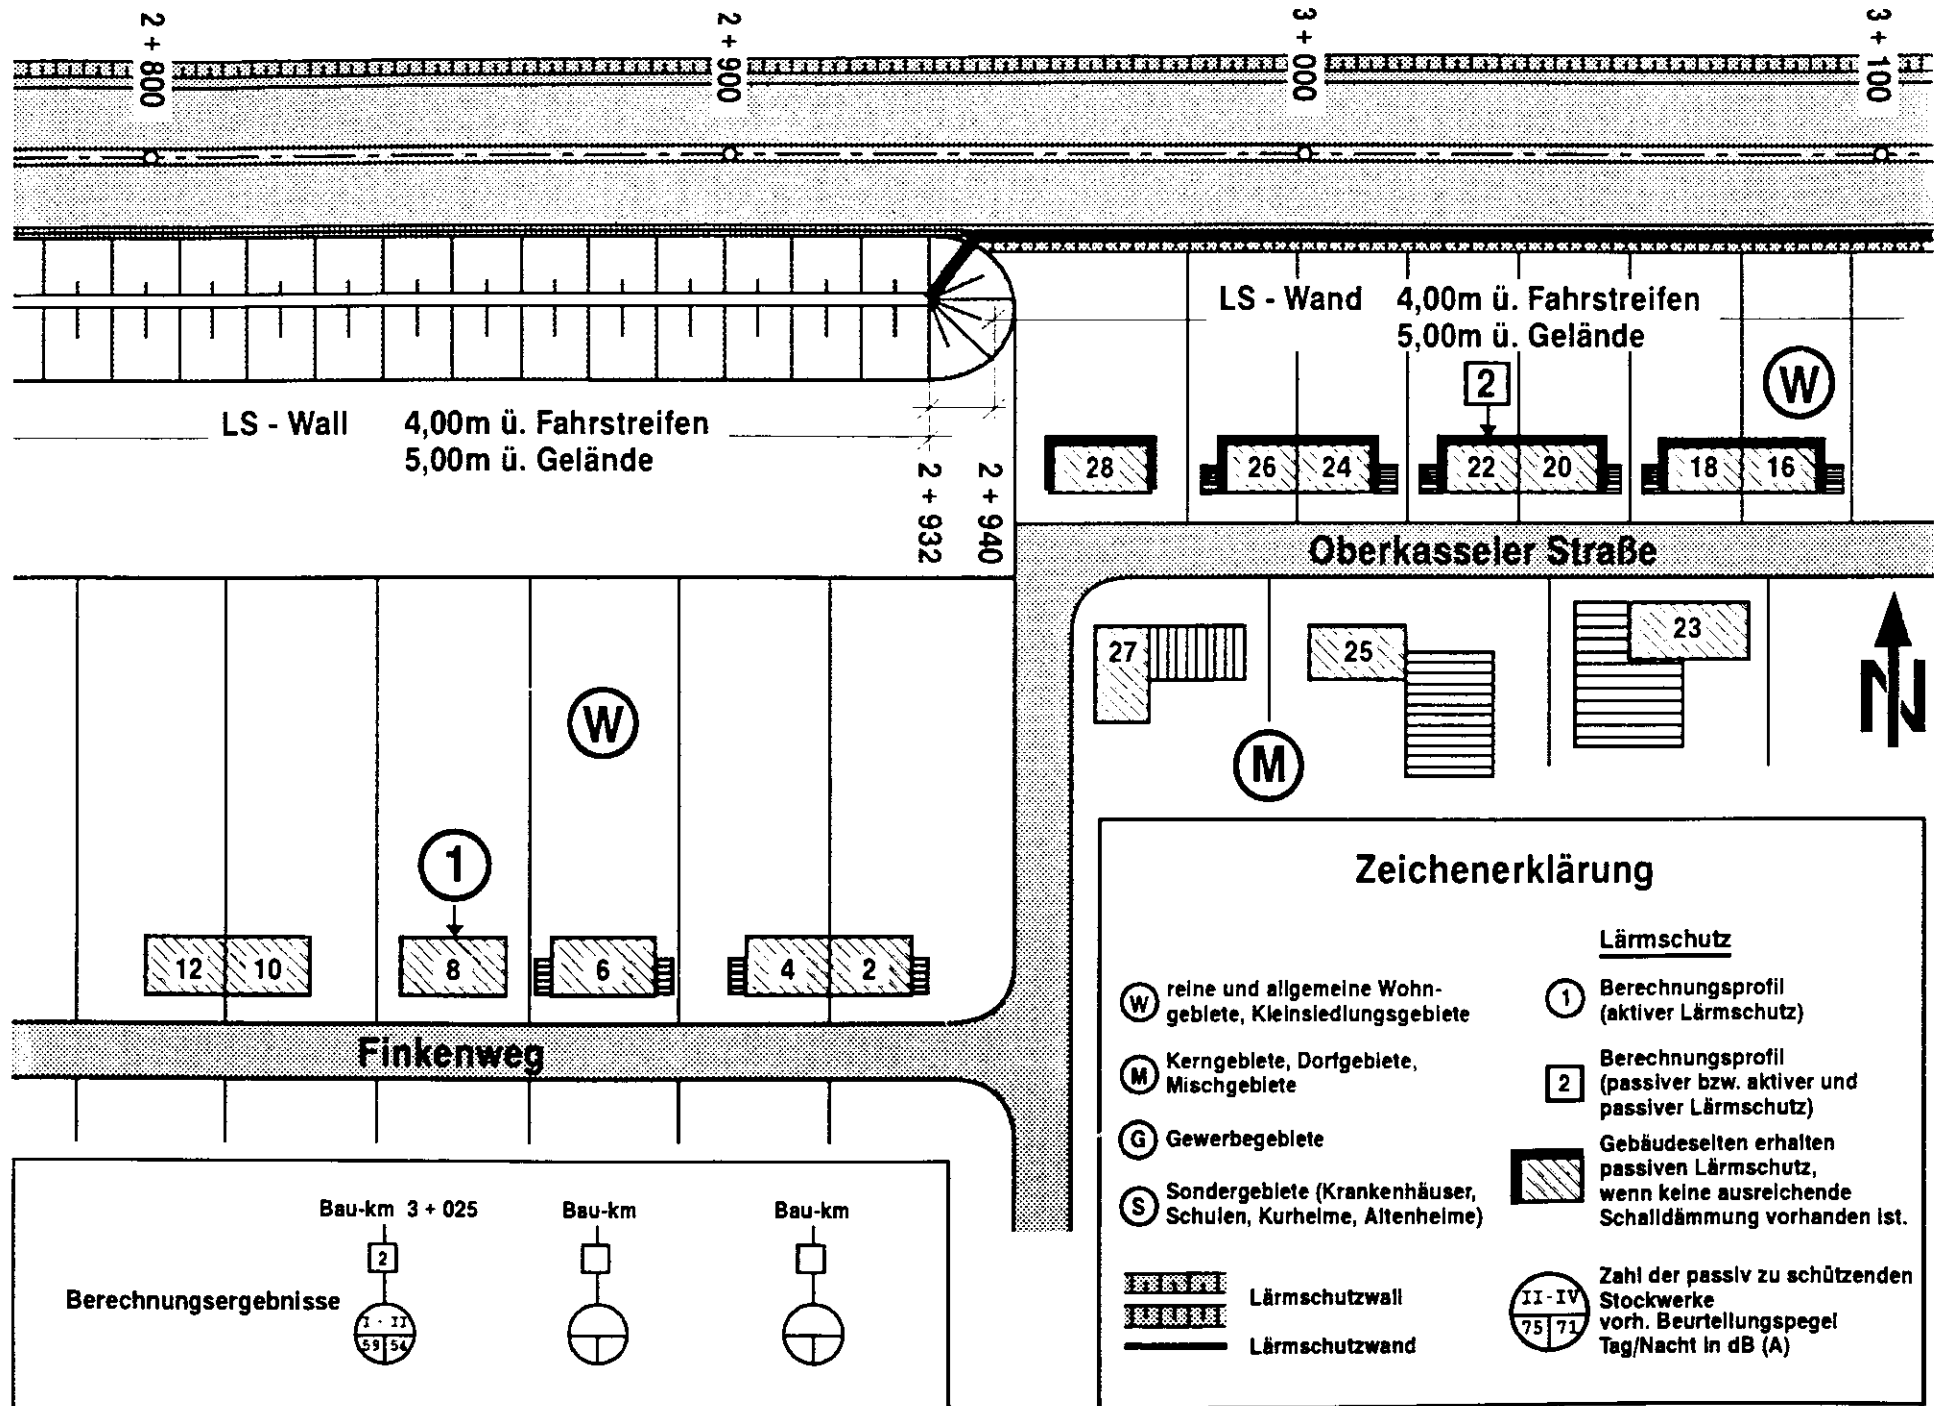 2 + 800
2 + 900
3 + 000
3 + 100
LS - Wand 4,00m ü. Fahrstreifen
5,00m ü. Gelände
2
W
LS - Wall 4,00m ü. Fahrstreifen
5,00m ü. Gelände
2 + 932
2 + 940
28
26
24
22
20
18
16
Oberkasseler Straße
27
25
23
N
W
M
1
12
10
8
6
4
2
Finkenweg
Zeichenerklärung
Lärmschutz
W
reine und allgemeine Wohn-
gebiete, Kleinsiedlungsgebiete
M
Kerngebiete, Dorfgebiete,
Mischgebiete
G
Gewerbegebiete
S
Sondergebiete (Krankenhäuser,
Schulen, Kurheime, Altenheime)
Lärmschutzwall
Lärmschutzwand
1
Berechnungsprofil
(aktiver Lärmschutz)
2
Berechnungsprofil
(passiver bzw. aktiver und
passiver Lärmschutz)
Gebäudeseiten erhalten
passiven Lärmschutz,
wenn keine ausreichende
Schalldämmung vorhanden ist.
II-IV
75 71
Zahl der passiv zu schützenden
Stockwerke
vorh. Beurteilungspegel
Tag/Nacht in dB (A)
Bau-km 3 + 025
Bau-km
Bau-km
2
Berechnungsergebnisse
I - II
59 54